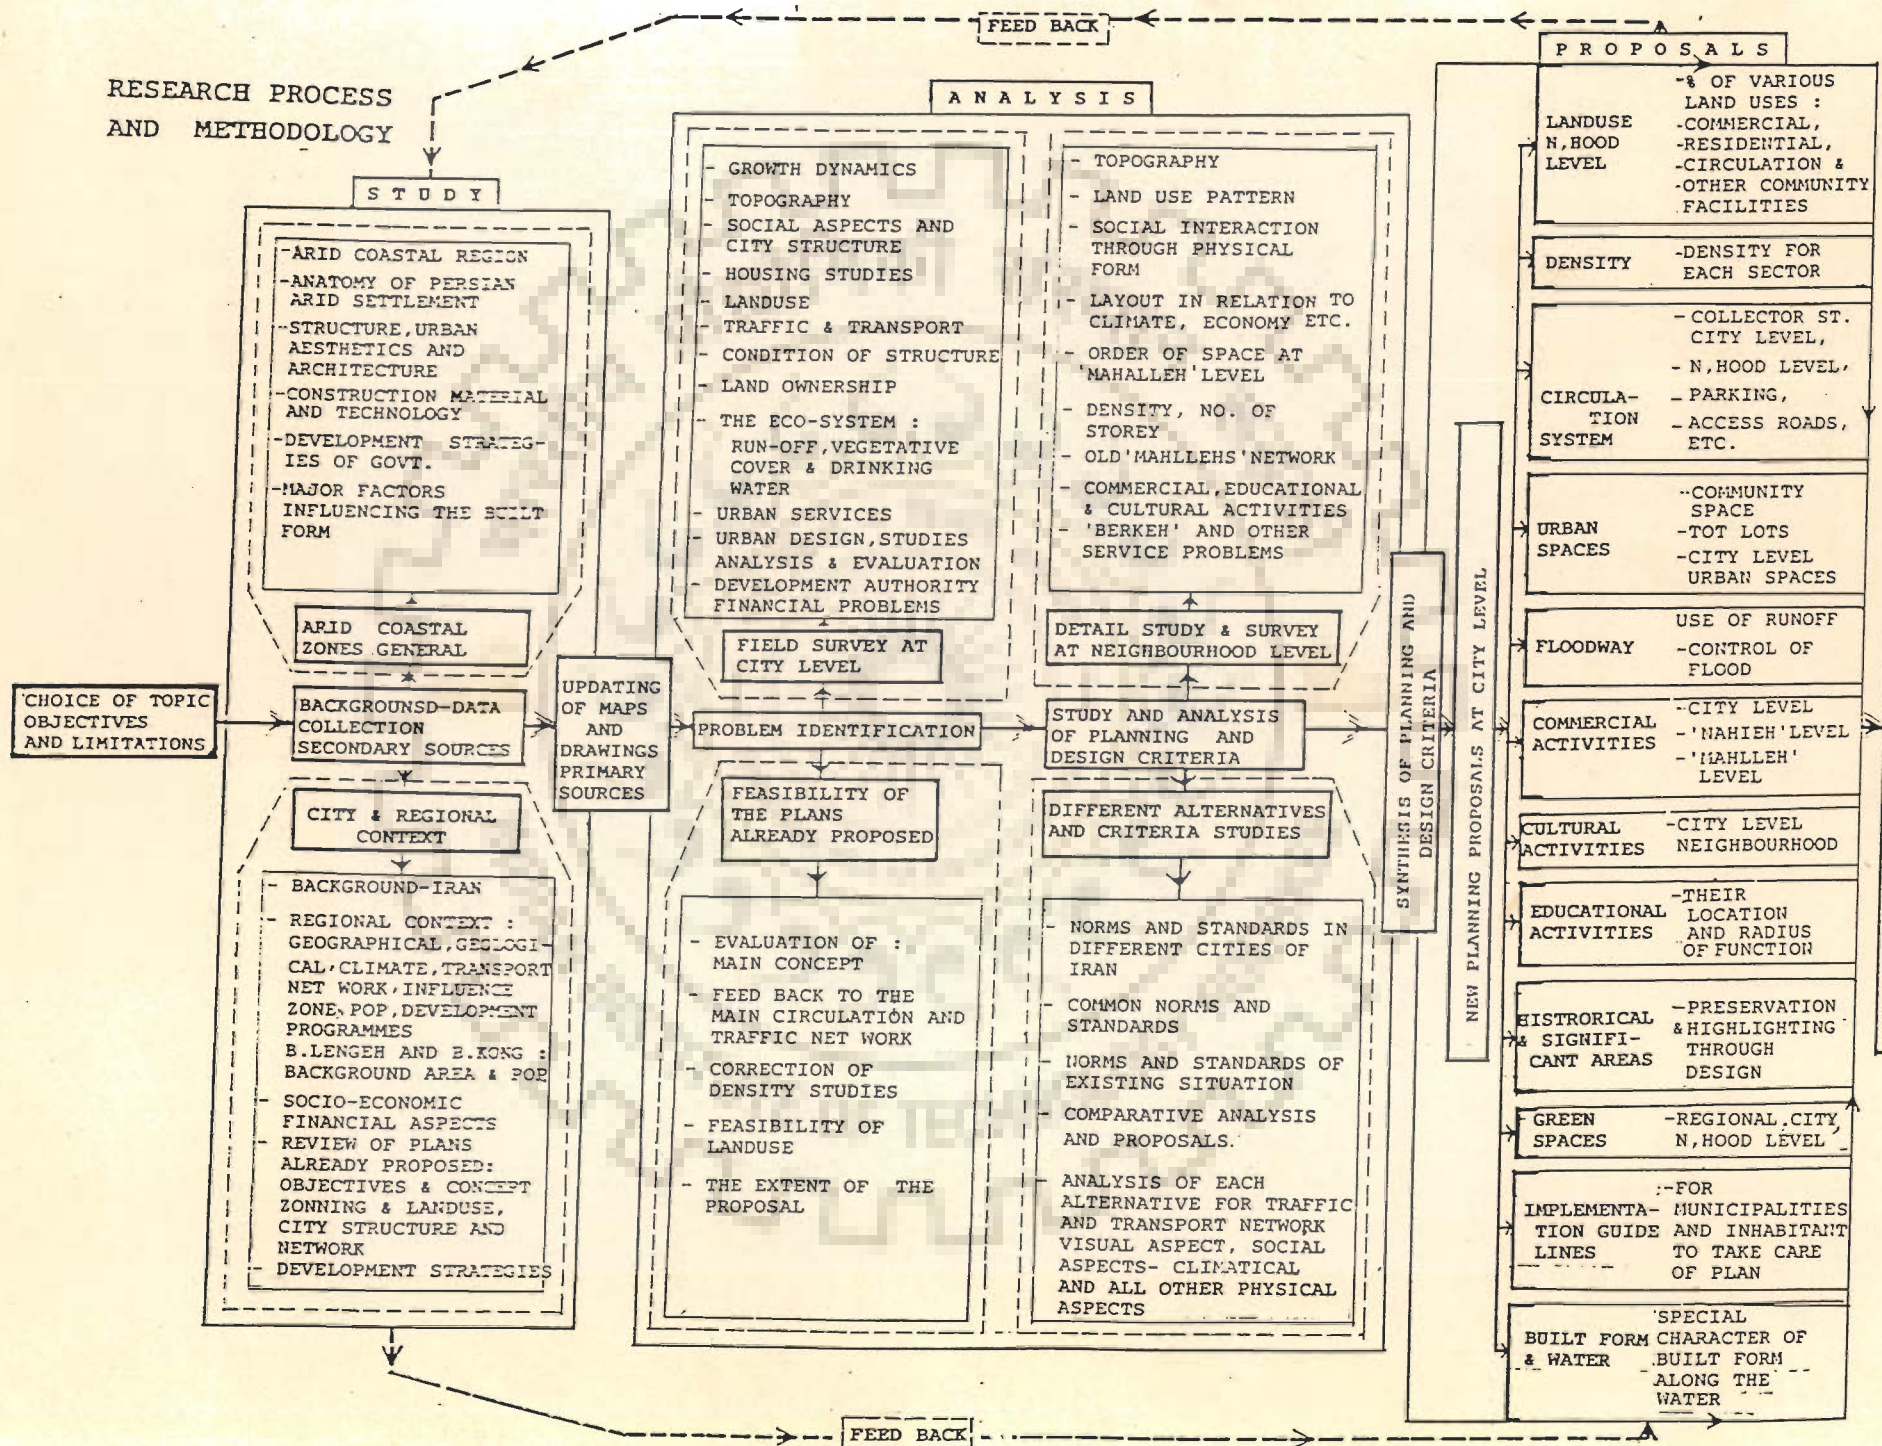 FEED BACK
RESEARCH PROCESS
AND METHODOLOGY
STUDY
-ARID COASTAL REGION
-ANATOMY OF PERSIAN
ARID SETTLEMENT
-STRUCTURE,URBAN
AESTHETICS AND
ARCHITECTURE
-CONSTRUCTION MATERIAL
AND TECHNOLOGY
-DEVELOPMENT STRATEG-
IES OF GOVT.
-MAJOR FACTORS
INFLUENCING THE BUILT
FORM
ARID COASTAL
ZONES GENERAL
CHOICE OF TOPIC
OBJECTIVES
AND LIMITATIONS
BACKGROUNSD-DATA
COLLECTION
SECONDARY SOURCES
CITY & REGIONAL
CONTEXT
- BACKGROUND-IRAN
- REGIONAL CONTEXT :
GEOGRAPHICAL,GEOLOGI-
CAL,CLIMATE,TRANSPORT
NET WORK,INFLUENCE
ZONE,POP,DEVELOPMENT
PROGRAMMES
B.LENGEH AND B.KONG :
BACKGROUND AREA & POP
- SOCIO-ECONOMIC
FINANCIAL ASPECTS
- REVIEW OF PLANS
ALREADY PROPOSED:
OBJECTIVES & CONCEPT
ZONNING & LANDUSE,
CITY STRUCTURE AND
NETWORK
- DEVELOPMENT STRATEGIES
UPDATING
OF MAPS
AND
DRAWINGS
PRIMARY
SOURCES
ANALYSIS
- GROWTH DYNAMICS
- TOPOGRAPHY
- SOCIAL ASPECTS AND
CITY STRUCTURE
- HOUSING STUDIES
- LANDUSE
- TRAFFIC & TRANSPORT
- CONDITION OF STRUCTURE
- LAND OWNERSHIP
- THE ECO-SYSTEM :
RUN-OFF,VEGETATIVE
COVER & DRINKING
WATER
- URBAN SERVICES
- URBAN DESIGN,STUDIES
ANALYSIS & EVALUATION
- DEVELOPMENT AUTHORITY
FINANCIAL PROBLEMS
FIELD SURVEY AT
CITY LEVEL
PROBLEM IDENTIFICATION
FEASIBILITY OF
THE PLANS
ALREADY PROPOSED
- EVALUATION OF :
MAIN CONCEPT
- FEED BACK TO THE
MAIN CIRCULATION AND
TRAFFIC NET WORK
- CORRECTION OF
DENSITY STUDIES
- FEASIBILITY OF
LANDUSE
- THE EXTENT OF THE
PROPOSAL
- TOPOGRAPHY
- LAND USE PATTERN
- SOCIAL INTERACTION
THROUGH PHYSICAL
FORM
- LAYOUT IN RELATION TO
CLIMATE, ECONOMY ETC.
- ORDER OF SPACE AT
'MAHALLEH'LEVEL
- DENSITY, NO. OF
STOREY
- OLD'MAHLLEHS'NETWORK
- COMMERCIAL,EDUCATIONAL
& CULTURAL ACTIVITIES
- 'BERKEH' AND OTHER
SERVICE PROBLEMS
DETAIL STUDY & SURVEY
AT NEIGHBOURHOOD LEVEL
STUDY AND ANALYSIS
OF PLANNING AND
DESIGN CRITERIA
DIFFERENT ALTERNATIVES
AND CRITERIA STUDIES
- NORMS AND STANDARDS IN
DIFFERENT CITIES OF
IRAN
- COMMON NORMS AND
STANDARDS
- NORMS AND STANDARDS OF
EXISTING SITUATION
- COMPARATIVE ANALYSIS
AND PROPOSALS.
- ANALYSIS OF EACH
ALTERNATIVE FOR TRAFFIC
AND TRANSPORT NETWORK
VISUAL ASPECT, SOCIAL
ASPECTS- CLIMATICAL
AND ALL OTHER PHYSICAL
ASPECTS
SYNTHESIS OF PLANNING AND
DESIGN CRITERIA
NEW PLANNING PROPOSALS AT CITY LEVEL
PROPOSALS
LANDUSE
N,HOOD
LEVEL
-% OF VARIOUS
LAND USES :
-COMMERCIAL,
-RESIDENTIAL,
-CIRCULATION &
-OTHER COMMUNITY
FACILITIES
DENSITY
-DENSITY FOR
EACH SECTOR
CIRCULA-
TION
SYSTEM
- COLLECTOR ST.
CITY LEVEL,
- N,HOOD LEVEL,
- PARKING,
- ACCESS ROADS,
ETC.
URBAN
SPACES
--COMMUNITY
SPACE
-TOT LOTS
-CITY LEVEL
URBAN SPACES
FLOODWAY
USE OF RUNOFF
-CONTROL OF
FLOOD
COMMERCIAL
ACTIVITIES
-CITY LEVEL
-'NAHIEH'LEVEL
-'MAHLLEH'
LEVEL
CULTURAL
ACTIVITIES
-CITY LEVEL
NEIGHBOURHOOD
EDUCATIONAL
ACTIVITIES
-THEIR
LOCATION
AND RADIUS
OF FUNCTION
HISTRORICAL
& SIGNIFI-
CANT AREAS
-PRESERVATION
&HIGHLIGHTING
THROUGH
DESIGN
GREEN
SPACES
-REGIONAL,CITY,
N,HOOD LEVEL
IMPLEMENTA-
TION GUIDE
LINES
:-FOR
MUNICIPALITIES
AND INHABITANT
TO TAKE CARE
OF PLAN
BUILT FORM
& WATER
SPECIAL
CHARACTER OF
BUILT FORM
ALONG THE
WATER
FEED BACK